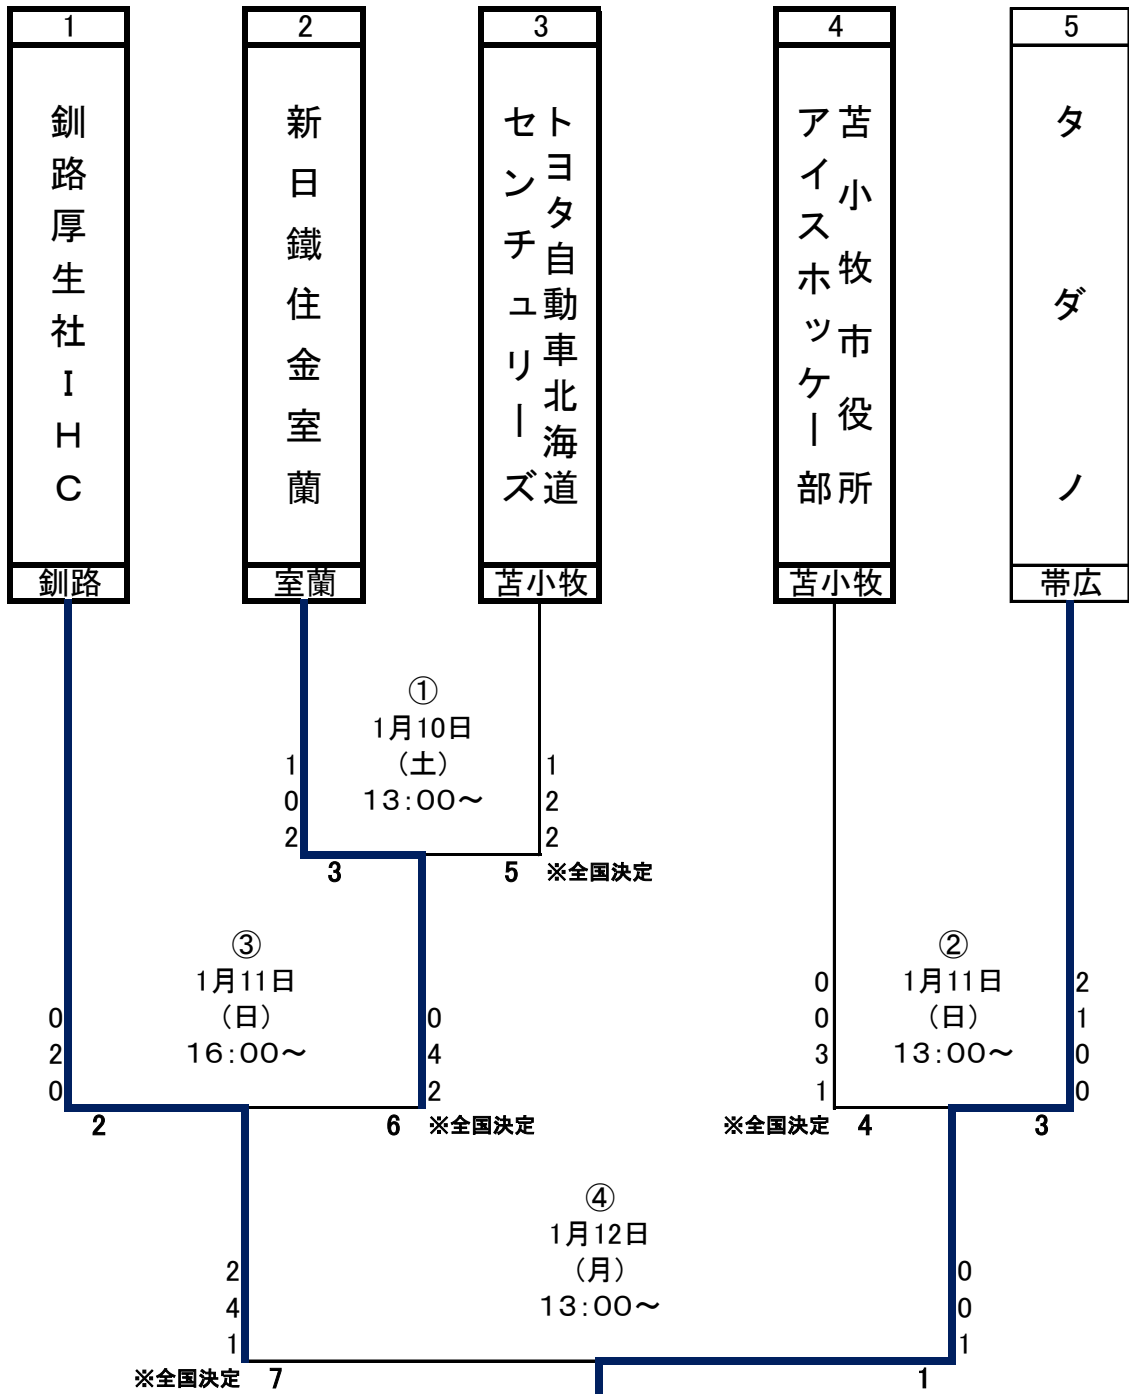 1
2
3
4
5
釧路厚生社IHC
新日鐵住金室蘭
トヨタ自動車北海道
センチュリーズ
苫小牧市役所
アイスホッケー部
タダノ
釧路
室蘭
苫小牧
苫小牧
帯広
①
1月10日
(土)
13:00～
1
0
2
1
2
2
3
5
※全国決定
③
1月11日
(日)
16:00～
0
2
0
0
4
2
2
6
※全国決定
②
1月11日
(日)
13:00～
0
0
3
1
2
1
0
0
※全国決定
4
3
④
1月12日
(月)
13:00～
2
4
1
0
0
1
※全国決定
7
1